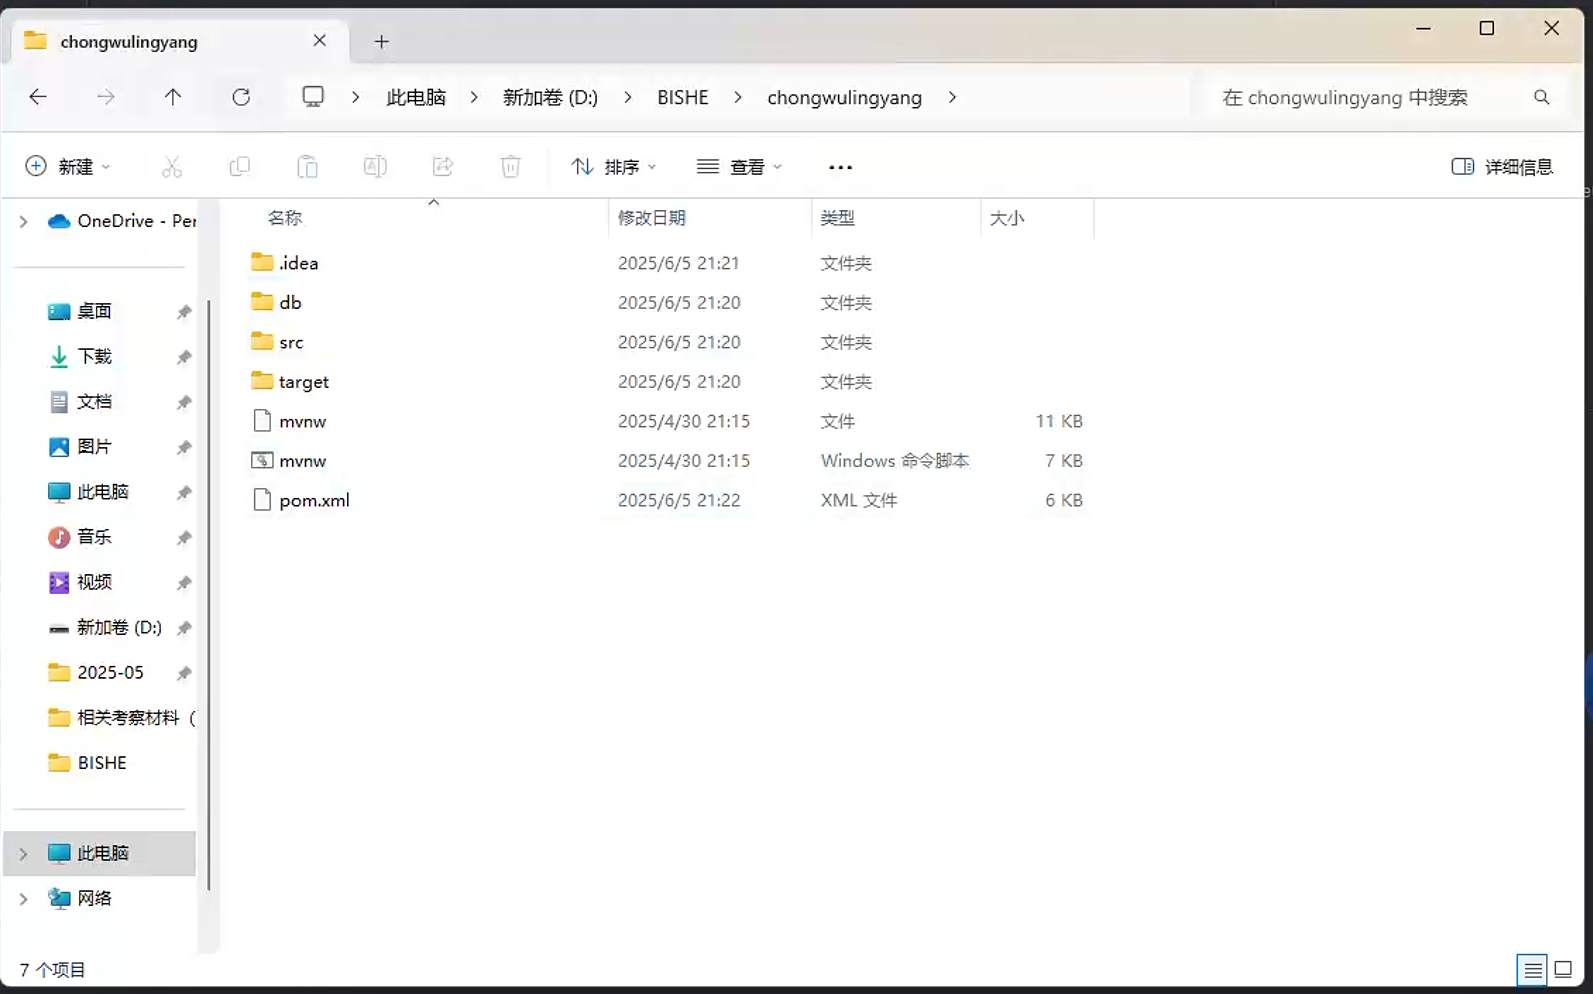 chongwulingyang
此电脑 新加卷 (D:) BISHE chongwulingyang 在 chongwulingyang 中搜索
新建 排序 查看 ... 详细信息
OneDrive - Per
桌面
下载
文档
图片
此电脑
音乐
视频
新加卷 (D:)
2025-05
相关考察材料 (
BISHE
此电脑
网络
名称 修改日期 类型 大小
.idea 2025/6/5 21:21 文件夹
db 2025/6/5 21:20 文件夹
src 2025/6/5 21:20 文件夹
target 2025/6/5 21:20 文件夹
mvnw 2025/4/30 21:15 文件 11 KB
mvnw 2025/4/30 21:15 Windows 命令脚本 7 KB
pom.xml 2025/6/5 21:22 XML 文件 6 KB
7 个项目